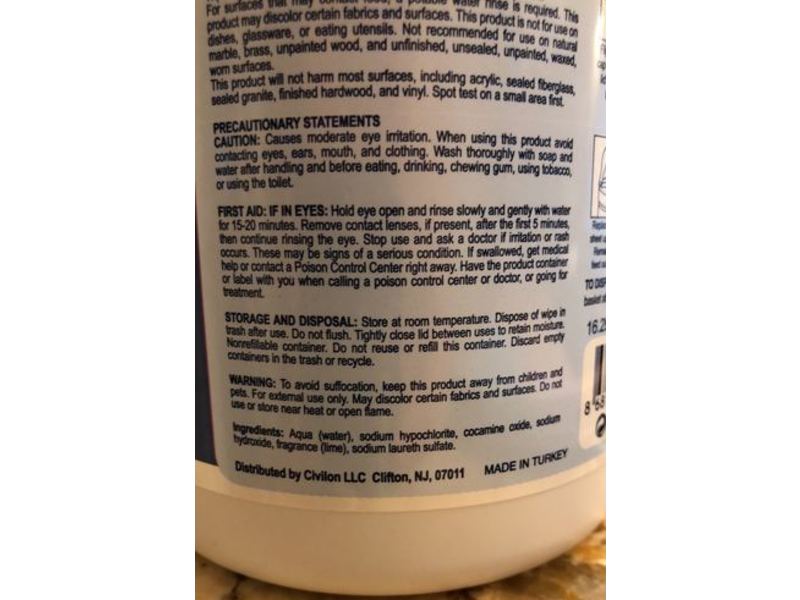 For surfaces that may contact food, a potable water rinse is required. This
product may discolor certain fabrics and surfaces. This product is not for use on
dishes, glassware, or eating utensils. Not recommended for use on natural
marble, brass, unpainted wood, and unfinished, unsealed, unpainted, waxed,
worn surfaces.
This product will not harm most surfaces, including acrylic, sealed fiberglass,
sealed granite, finished hardwood, and vinyl. Spot test on a small area first.
PRECAUTIONARY STATEMENTS
CAUTION: Causes moderate eye irritation. When using this product avoid
contacting eyes, ears, mouth, and clothing. Wash thoroughly with soap and
water after handling and before eating, drinking, chewing gum, using tobacco,
or using the toilet.
FIRST AID: IF IN EYES: Hold eye open and rinse slowly and gently with water
for 15-20 minutes. Remove contact lenses, if present, after the first 5 minutes,
then continue rinsing the eye. Stop use and ask a doctor if irritation or rash
occurs. These may be signs of a serious condition. If swallowed, get medical
help or contact a Poison Control Center right away. Have the product container
or label with you when calling a poison control center or doctor, or going for
treatment.
STORAGE AND DISPOSAL: Store at room temperature. Dispose of wipe in
trash after use. Do not flush. Tightly close lid between uses to retain moisture.
Nonrefillable container. Do not reuse or refill this container. Discard empty
containers in the trash or recycle.
WARNING: To avoid suffocation, keep this product away from children and
pets. For external use only. May discolor certain fabrics and surfaces. Do not
use or store near heat or open flame.
Ingredients: Aqua (water), sodium hypochlorite, cocamine oxide, sodium
hydroxide, fragrance (lime), sodium laureth sulfate.
Distributed by Civilon LLC Clifton, NJ, 07011 MADE IN TURKEY
TO DISP
basket
16.2
8 68